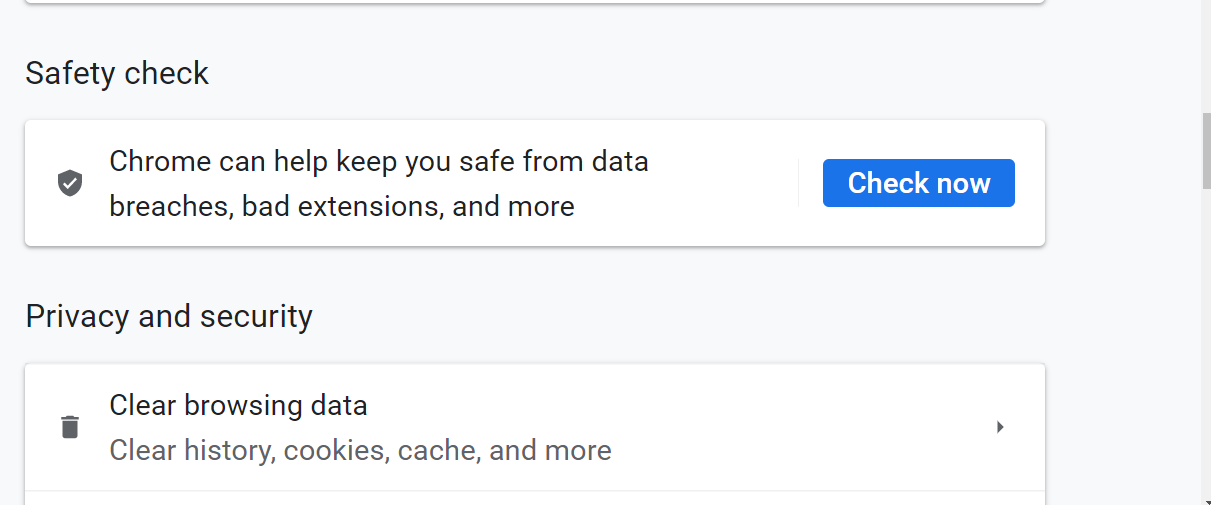 Safety check
Chrome can help keep you safe from data
breaches, bad extensions, and more
Check now
Privacy and security
Clear browsing data
Clear history, cookies, cache, and more